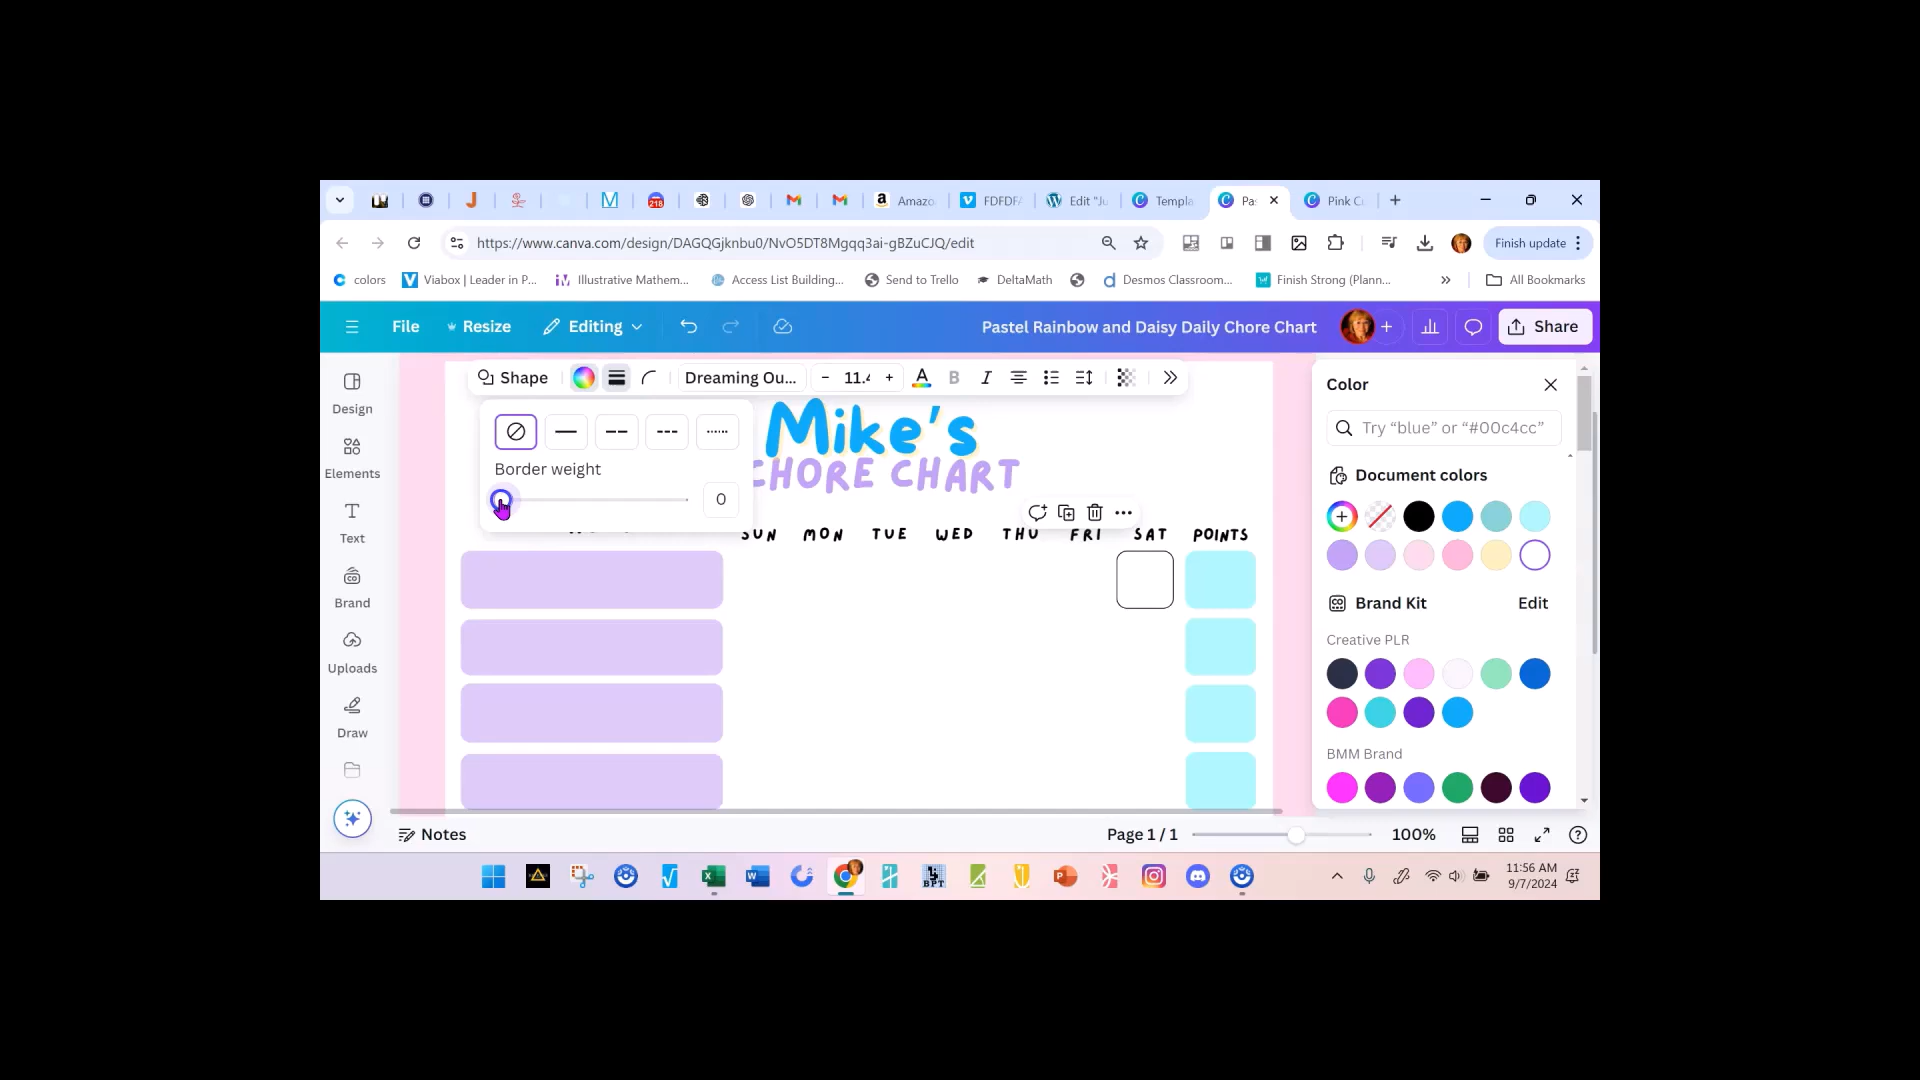 Amazo
FDFDF
Edit "Ju
Templa
Pa
Pink C
https://www.canva.com/design/DAGQGjknbu0/NvO5DT8Mgqq3ai-gBZuCJQ/edit
Finish update
colors
Viabox | Leader in P...
Illustrative Mathem...
Access List Building...
Send to Trello
DeltaMath
Desmos Classroom...
Finish Strong (Plann...
All Bookmarks
File
Resize
Editing
Pastel Rainbow and Daisy Daily Chore Chart
Share
Shape
Dreaming Ou...
- 11.4 +
A B I
Design
Elements
Text
Brand
Uploads
Draw
Border weight
0
Mike's
CHORE CHART
SUN MON TUE WED THU FRI SAT POINTS
Color
Try “blue” or “#00c4cc”
Document colors
Brand Kit
Edit
Creative PLR
BMM Brand
Notes
Page 1 / 1
100%
11:56 AM
9/7/2024
218
BPT